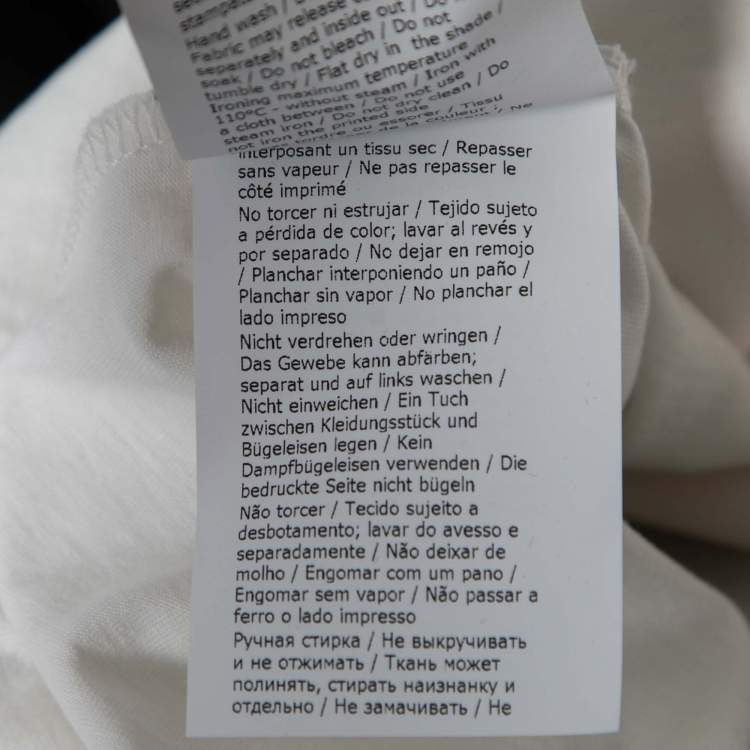 stampata
Hand wash /
Fabric may release
separately and inside out / Do
soak / Do not bleach / Do not
tumble dry / Flat dry in the shade /
Ironing maximum temperature
110°C - without steam / Iron with
a cloth between / Do not use
steam iron / Do not dry clean / Do
not iron the printed side / Tissu
interposant un tissu sec / Repasser
sans vapeur / Ne pas repasser le
côté imprimé
No torcer ni estrujar / Tejido sujeto
a pérdida de color; lavar al revés y
por separado / No dejar en remojo
/ Planchar interponiendo un paño /
Planchar sin vapor / No planchar el
lado impreso
Nicht verdrehen oder wringen /
Das Gewebe kann abfärben;
separat und auf links waschen /
Nicht einweichen / Ein Tuch
zwischen Kleidungsstück und
Bügeleisen legen / Kein
Dampfbügeleisen verwenden / Die
bedruckte Seite nicht bügeln
Não torcer / Tecido sujeito a
desbotamento; lavar do avesso e
separadamente / Não deixar de
molho / Engomar com um pano /
Engomar sem vapor / Não passar a
ferro o lado impresso
Ручная стирка / Не выкручивать
и не отжимать / Ткань может
полинять, стирать наизнанку и
отдельно / Не замачивать / Не